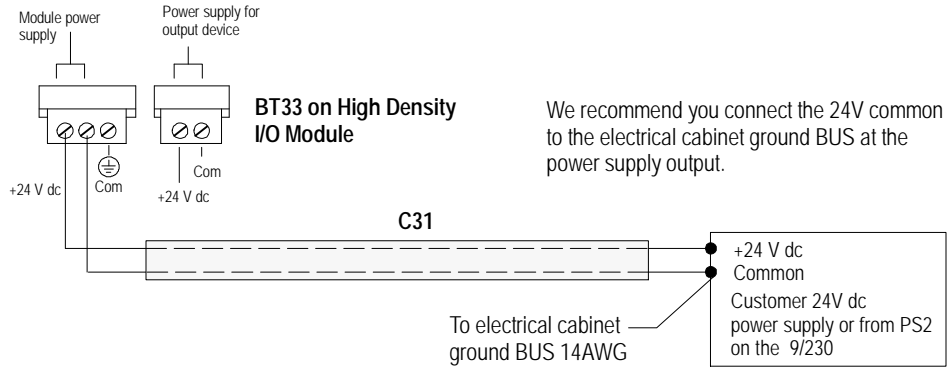 Module power
supply
Power supply for
output device
BT33 on High Density
I/O Module
We recommend you connect the 24V common
to the electrical cabinet ground BUS at the
power supply output.
+24 V dc
Com
Com
+24 V dc
C31
+24 V dc
Common
Customer 24V dc
power supply or from PS2
on the 9/230
To electrical cabinet
ground BUS 14AWG